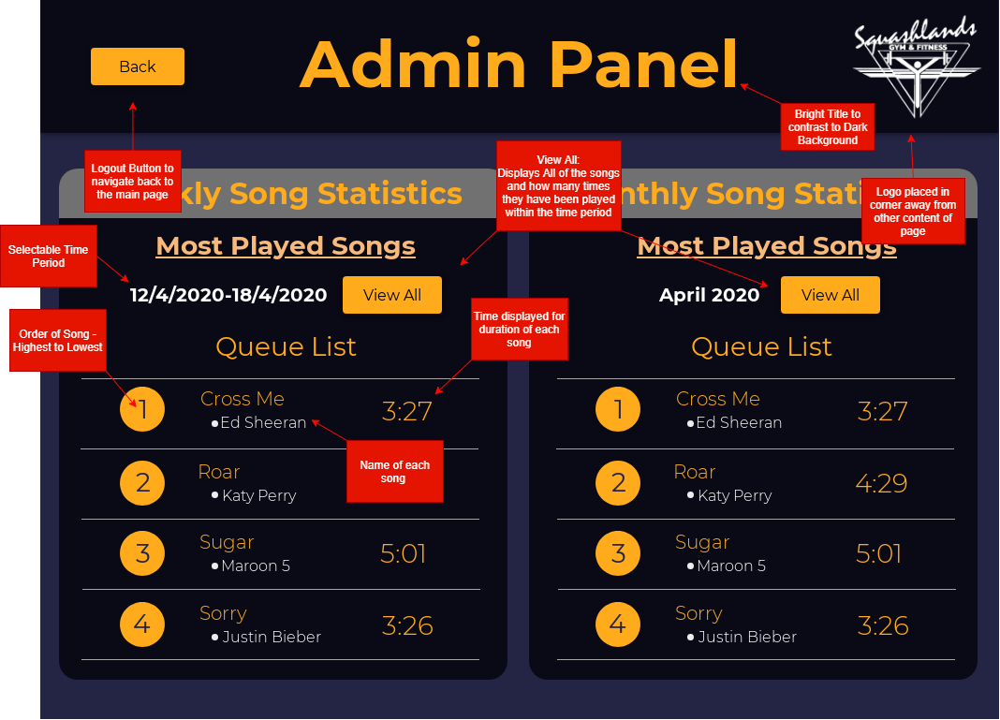 Back
Admin Panel
Squashlands
GYM & FITNESS
Bright Title to
contrast to Dark
Background
Logout Button to
navigate back to
the main page
View All:
Displays All of the songs
and how many times
they have been played
within the time period
Logo placed in
corner away from
other content of
page
kly Song Statistics
Most Played Songs
Selectable Time
Period
12/4/2020-18/4/2020
View All
Order of Song -
Highest to Lowest
Time displayed for
duration of each
song
Queue List
1
Cross Me
Ed Sheeran
3:27
Name of each
song
2
Roar
Katy Perry
3
Sugar
Maroon 5
5:01
4
Sorry
Justin Bieber
3:26
nthly Song Stati
Most Played Songs
April 2020
View All
Queue List
1
Cross Me
Ed Sheeran
3:27
2
Roar
Katy Perry
4:29
3
Sugar
Maroon 5
5:01
4
Sorry
Justin Bieber
3:26